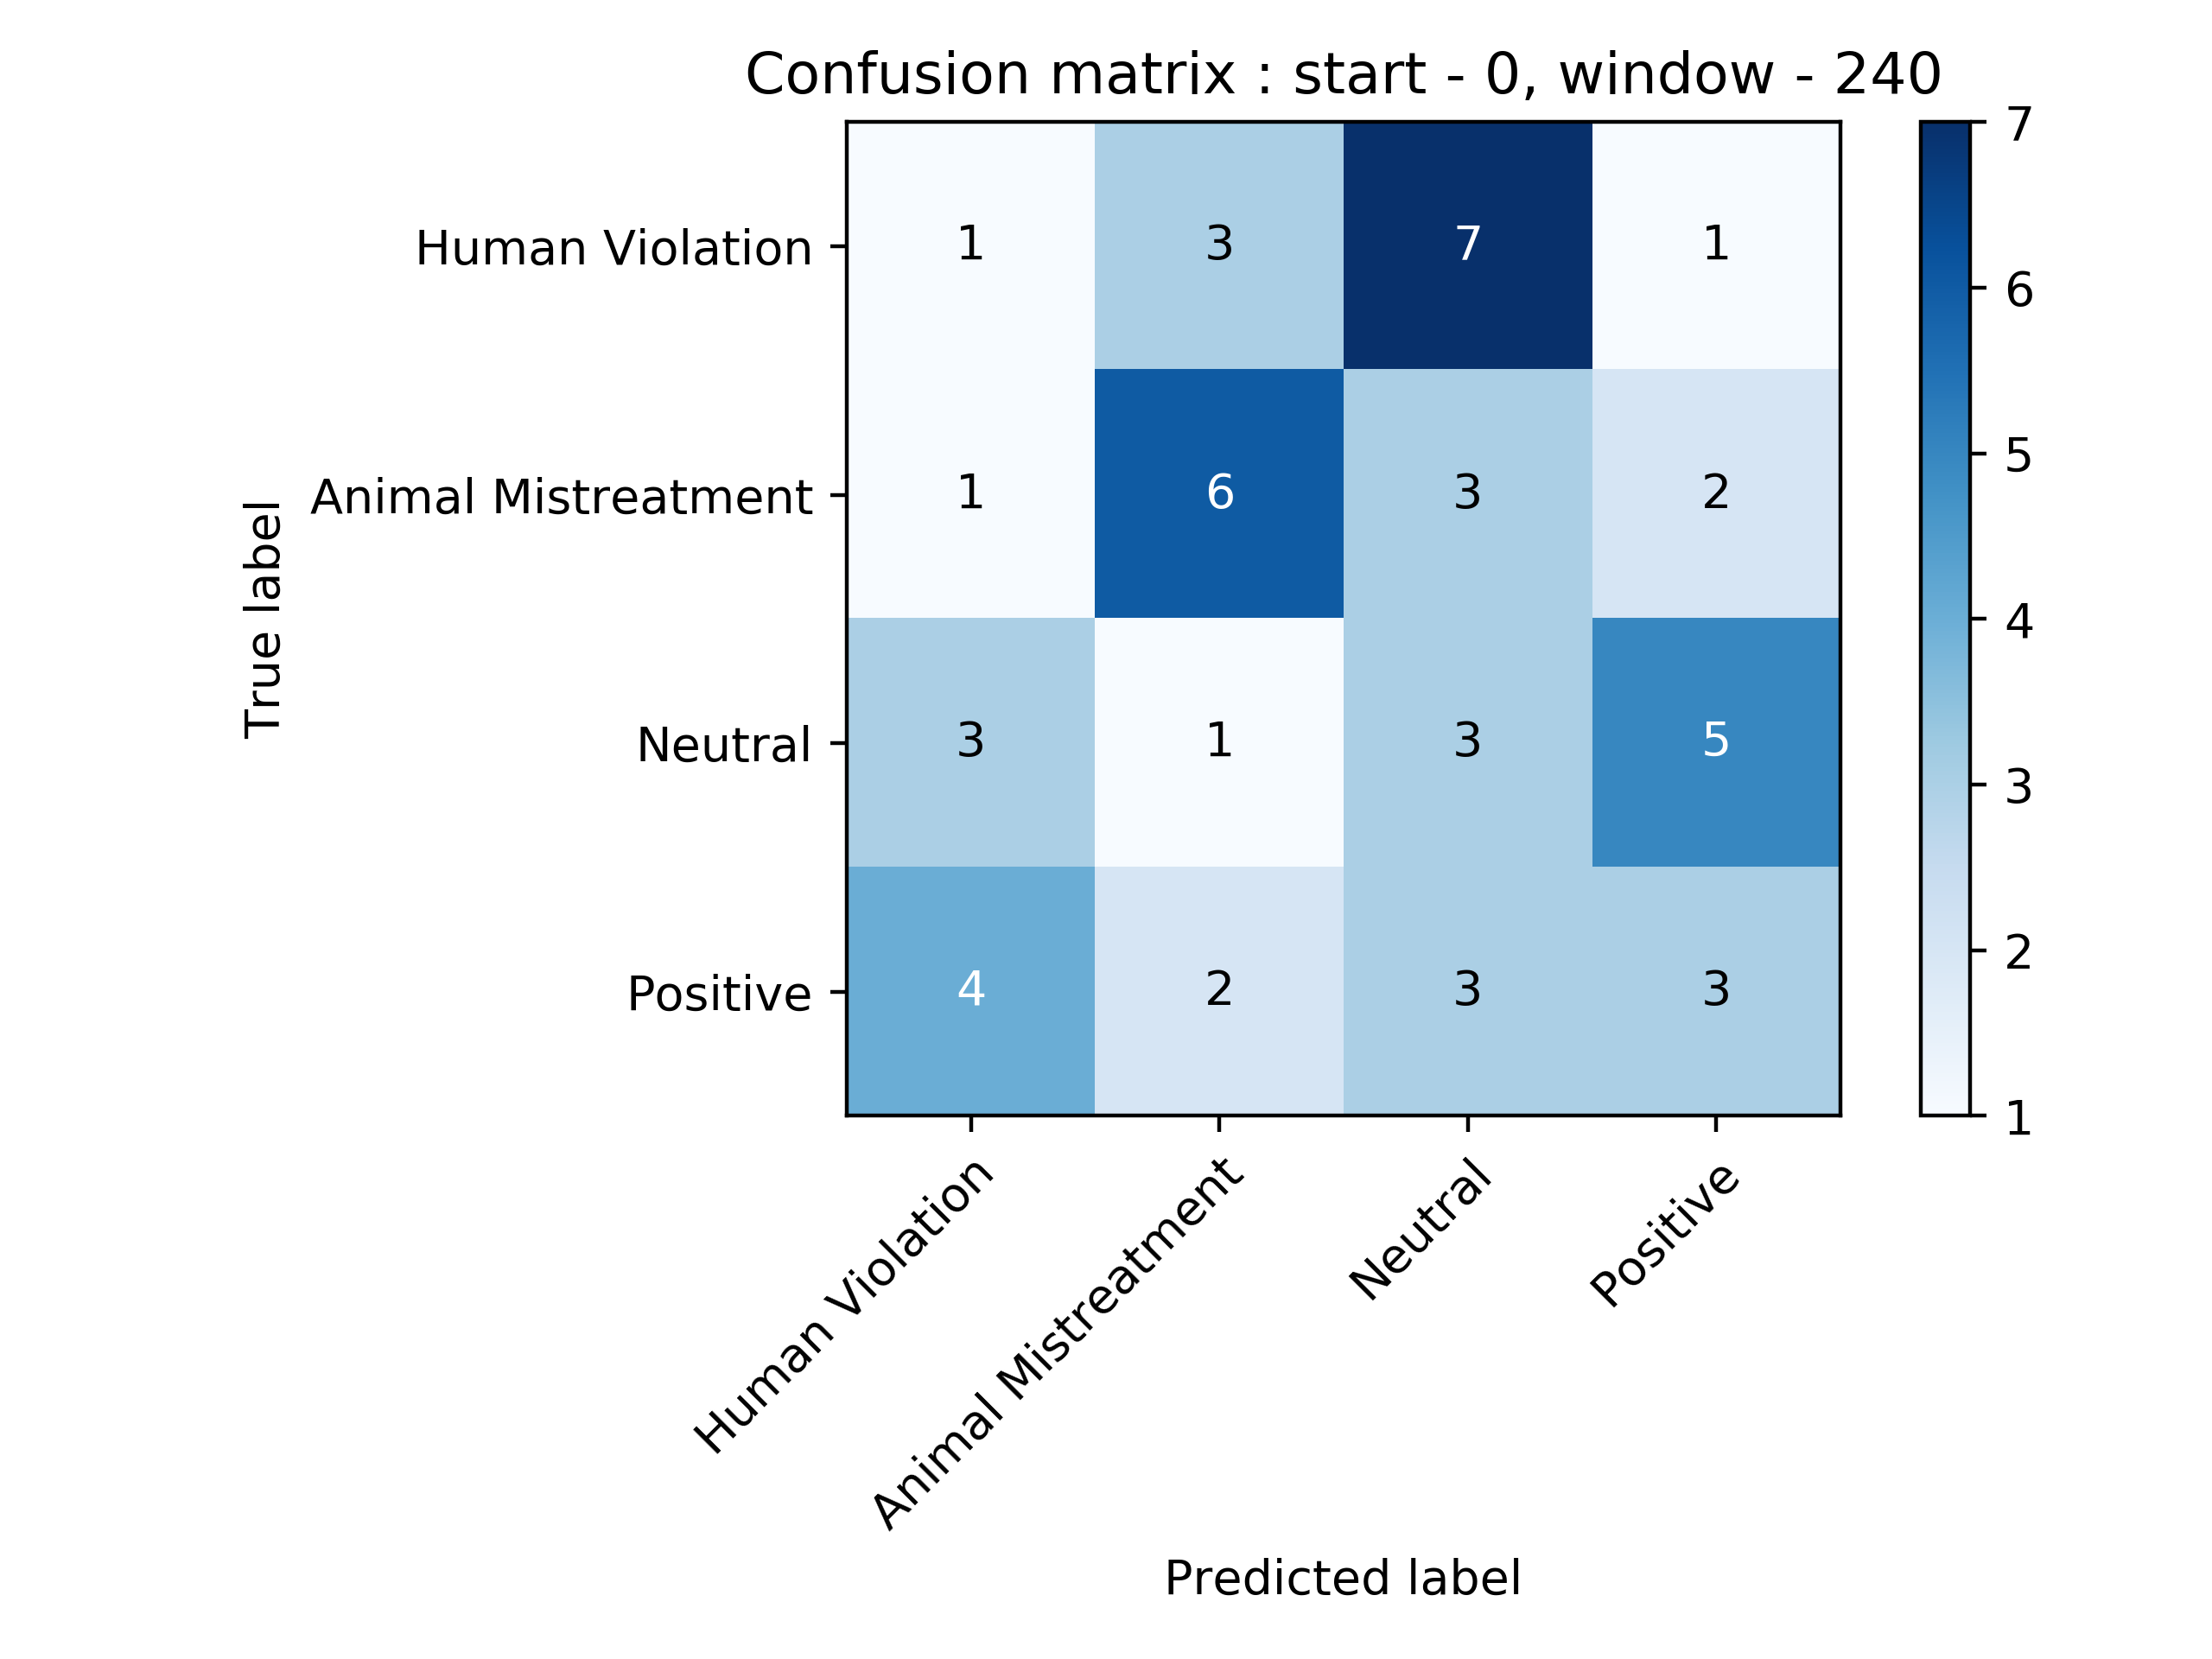 Confusion matrix : start - 0, window - 240
True label
Human Violation
1 3 7 1
Animal Mistreatment
1 6 3 2
Neutral
3 1 3 5
Positive
4 2 3 3
7
6
5
4
3
2
1
Human Violation
Animal Mistreatment
Neutral
Positive
Predicted label